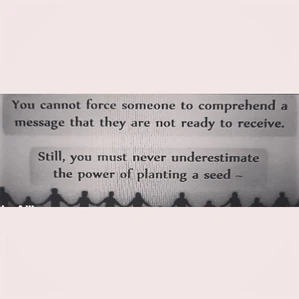 You cannot force someone to comprehend a
message that they are not ready to receive.
Still, you must never underestimate
the power of planting a seed ~